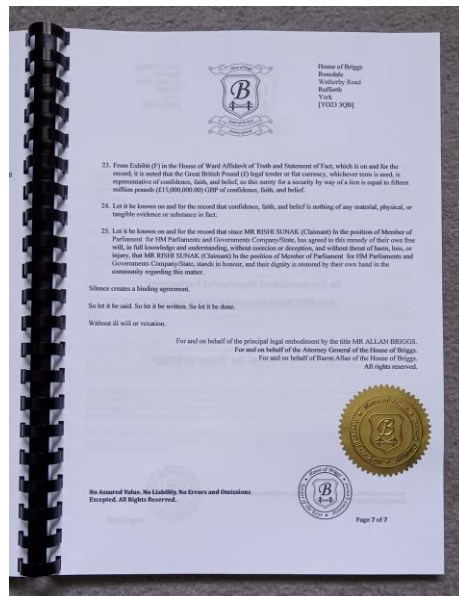 House of Briggs
B
House of Briggs
Rosedale
Wetherby Road
Rufforth
York
[YO23 3QB]
23. From Exhibit (F) in the House of Ward Affidavit of Truth and Statement of Fact, which is on and for the
record, it is noted that the Great British Pound (£) legal tender or fiat currency, whichever term is used, is
representative of confidence, faith, and belief, so this surety for a security by way of a lien is equal to fifteen
million pounds (£15,000,000.00) GBP of confidence, faith, and belief.
24. Let it be known on and for the record that confidence, faith, and belief is nothing of any material, physical, or
tangible evidence or substance in fact.
25. Let it be known on and for the record that since MR RISHI SUNAK (Claimant) In the position of Member of
Parliament for HM Parliaments and Governments Company/State, has agreed to this remedy of their own free
will, in full knowledge and understanding, without coercion or deception, and without threat of harm, loss, or
injury, that MR RISHI SUNAK (Claimant) In the position of Member of Parliament for HM Parliaments and
Governments Company/State, stands in honour, and their dignity is restored by their own hand in the
community regarding this matter.
Silence creates a binding agreement.
So let it be said. So let it be written. So let it be done.
Without ill will or vexation.
For and on behalf of the principal legal embodiment by the title MR ALLAN BRIGGS.
For and on behalf of the Attorney General of the House of Briggs.
For and on behalf of Baron Allan of the House of Briggs.
All rights reserved.
House of Briggs
B
House of Briggs
B
No Assured Value. No Liability. No Errors and Omissions
Excepted. All Rights Reserved.
Page 7 of 7